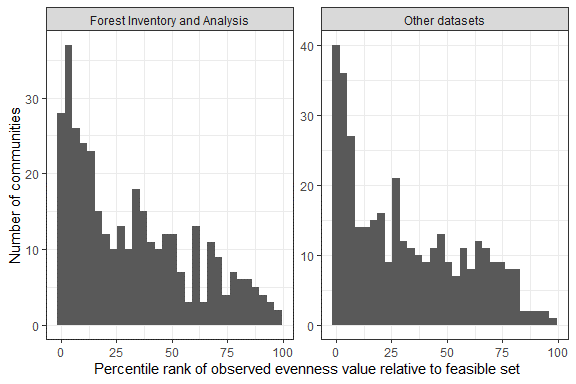 Forest Inventory and Analysis
Other datasets
Number of communities
30
20
10
0
40
30
20
10
0
0 25 50 75 100
0 25 50 75 100
Percentile rank of observed evenness value relative to feasible set